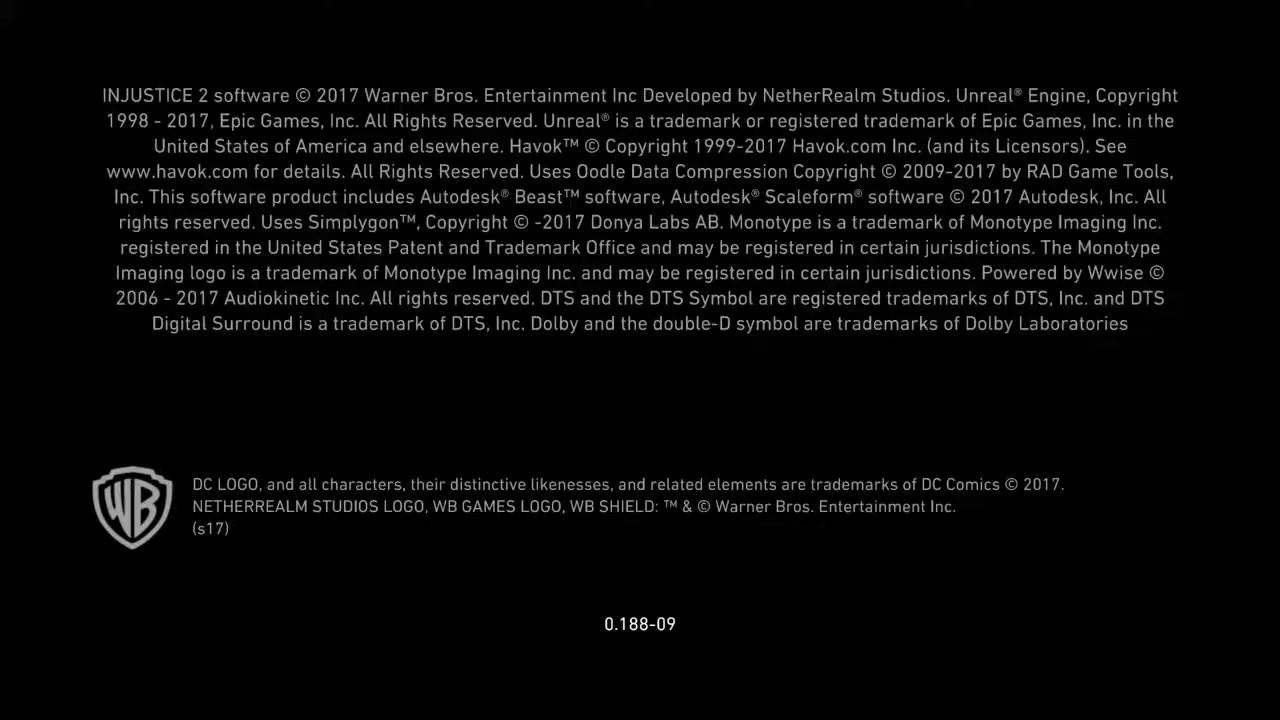 INJUSTICE 2 software © 2017 Warner Bros. Entertainment Inc Developed by NetherRealm Studios. Unreal® Engine, Copyright
1998 - 2017, Epic Games, Inc. All Rights Reserved. Unreal® is a trademark or registered trademark of Epic Games, Inc. in the
United States of America and elsewhere. Havok™ © Copyright 1999-2017 Havok.com Inc. (and its Licensors). See
www.havok.com for details. All Rights Reserved. Uses Oodle Data Compression Copyright © 2009-2017 by RAD Game Tools,
Inc. This software product includes Autodesk® Beast™ software, Autodesk® Scaleform® software © 2017 Autodesk, Inc. All
rights reserved. Uses Simplygon™, Copyright © -2017 Donya Labs AB. Monotype is a trademark of Monotype Imaging Inc.
registered in the United States Patent and Trademark Office and may be registered in certain jurisdictions. The Monotype
Imaging logo is a trademark of Monotype Imaging Inc. and may be registered in certain jurisdictions. Powered by Wwise ©
2006 - 2017 Audiokinetic Inc. All rights reserved. DTS and the DTS Symbol are registered trademarks of DTS, Inc. and DTS
Digital Surround is a trademark of DTS, Inc. Dolby and the double-D symbol are trademarks of Dolby Laboratories
WB
DC LOGO, and all characters, their distinctive likenesses, and related elements are trademarks of DC Comics © 2017.
NETHERREALM STUDIOS LOGO, WB GAMES LOGO, WB SHIELD: ™ & © Warner Bros. Entertainment Inc.
(s17)
0.188-09